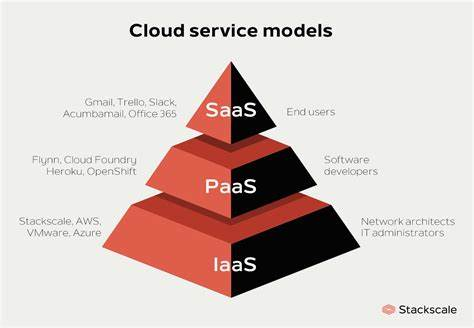 Cloud service models
Gmail, Trello, Slack,
Acumbamail, Office 365
SaaS
End users
Flynn, Cloud Foundry
Heroku, OpenShift
PaaS
Software
developers
Stackscale, AWS,
VMware, Azure
IaaS
Network architects
IT administrators
Stackscale